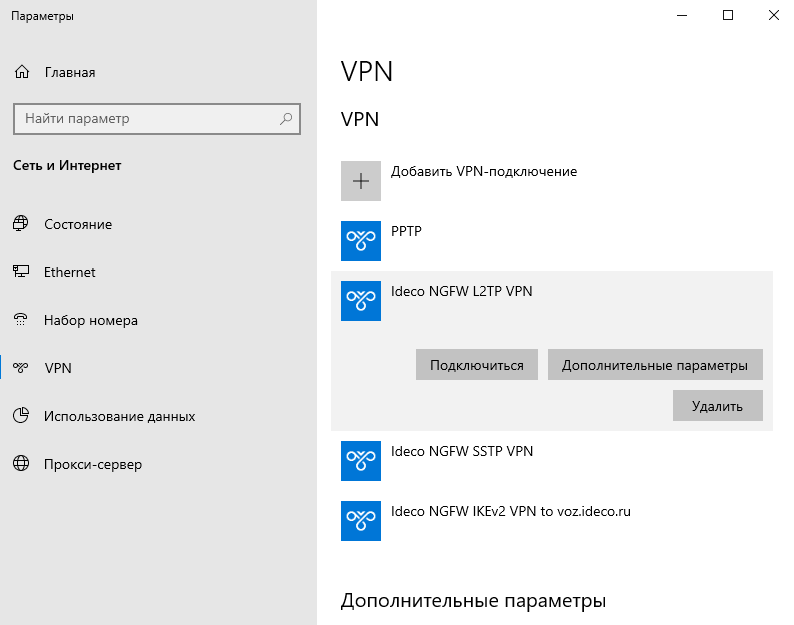 Параметры
Главная
Найти параметр
Сеть и Интернет
Состояние
Ethernet
Набор номера
VPN
Использование данных
Прокси-сервер
VPN
VPN
Добавить VPN-подключение
PPTP
Ideco NGFW L2TP VPN
Подключиться
Дополнительные параметры
Удалить
Ideco NGFW SSTP VPN
Ideco NGFW IKEv2 VPN to voz.ideco.ru
Дополнительные параметры